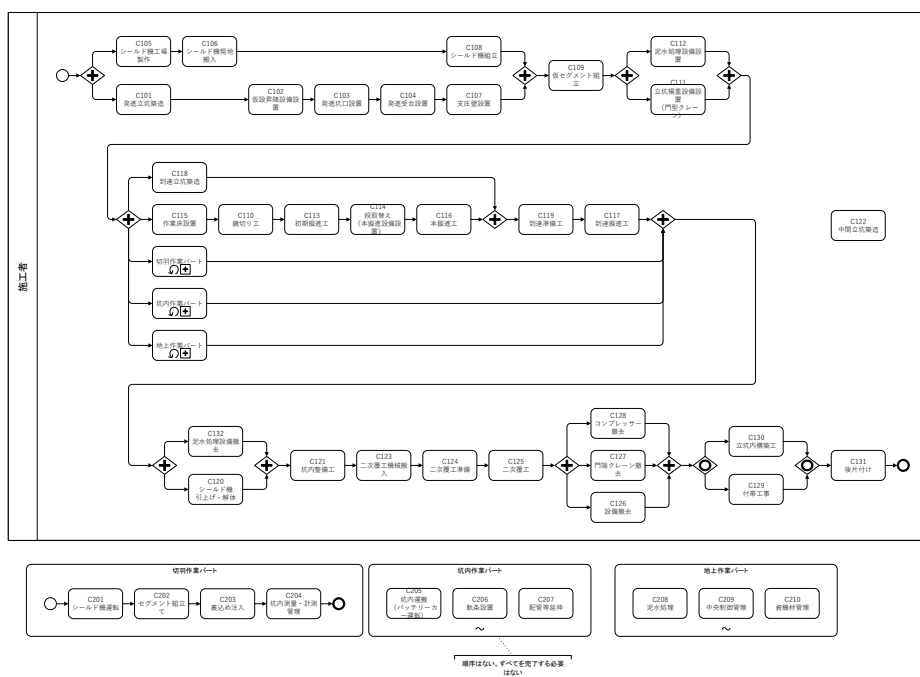 施工者
C105
シールド機工場
製作
C106
シールド機現地
搬入
C108
シールド機組立
C101
発進立坑築造
C102
仮設昇降設備設
置
C103
発進坑口設置
C104
発進受台設置
C107
支圧壁設置
C109
仮セグメント組
立
C112
泥水処理設備設
置
C111
立坑揚重設備設
置
(門型クレー
ン)
C118
到達立坑築造
C115
作業床設置
C110
鏡切り工
C113
初期掘進工
C114
段取替え
(本掘進設備設
置)
C116
本掘進工
C119
到達準備工
C117
到達掘進工
C122
中間立坑築造
切羽作業パート
坑内作業パート
地上作業パート
C132
泥水処理設備撤
去
C120
シールド機
引上げ・解体
C121
坑内整備工
C123
二次覆工機械搬
入
C124
二次覆工準備
C125
二次覆工
C128
コンプレッサー
撤去
C127
門型クレーン撤
去
C126
設備撤去
C130
立坑内構築工
C129
付帯工事
C131
後片付け
切羽作業パート
C201
シールド機運転
C202
セグメント組立
て
C203
裏込め注入
C204
坑内測量・計測
管理
坑内作業パート
C205
坑内運搬
(バッテリーカ
ー運転)
C206
軌条設置
C207
配管等延伸
~
順序はない。すべてを完了する必要
はない
地上作業パート
C208
泥水処理
C209
中央制御管理
C210
資機材管理
~